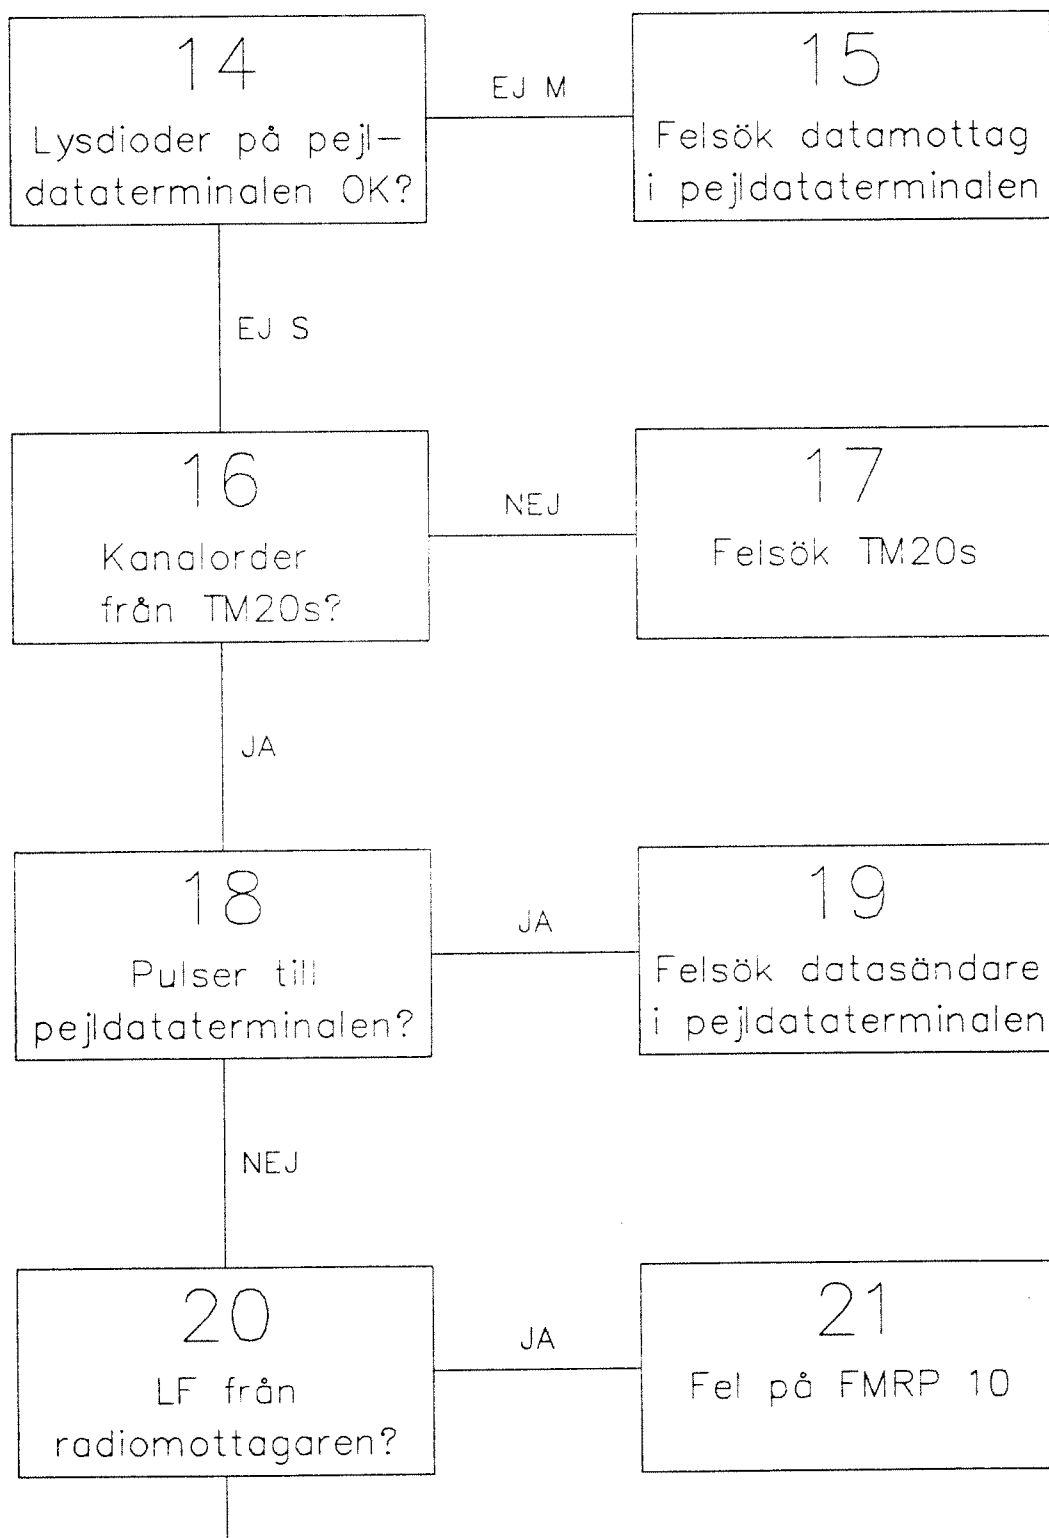 14
Lysdioder på pejl-
dataterminalen OK?
EJ M
15
Felsök datamottag
i pejldataterminalen
EJ S
16
Kanalorder
från TM20s?
NEJ
17
Felsök TM20s
JA
18
Pulser till
pejldataterminalen?
JA
19
Felsök datasändare
i pejldataterminalen
NEJ
20
LF från
radiomottagaren?
JA
21
Fel på FMRP 10